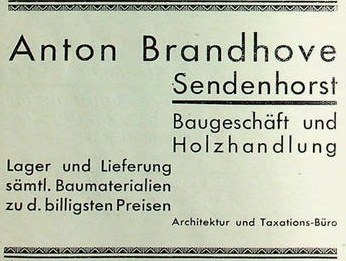 Anton Brandhove
Sendenhorst
Baugeschäft und
Holzhandlung
Lager und Lieferung
sämtl. Baumaterialien
zu d. billigsten Preisen
Architektur und Taxations-Büro